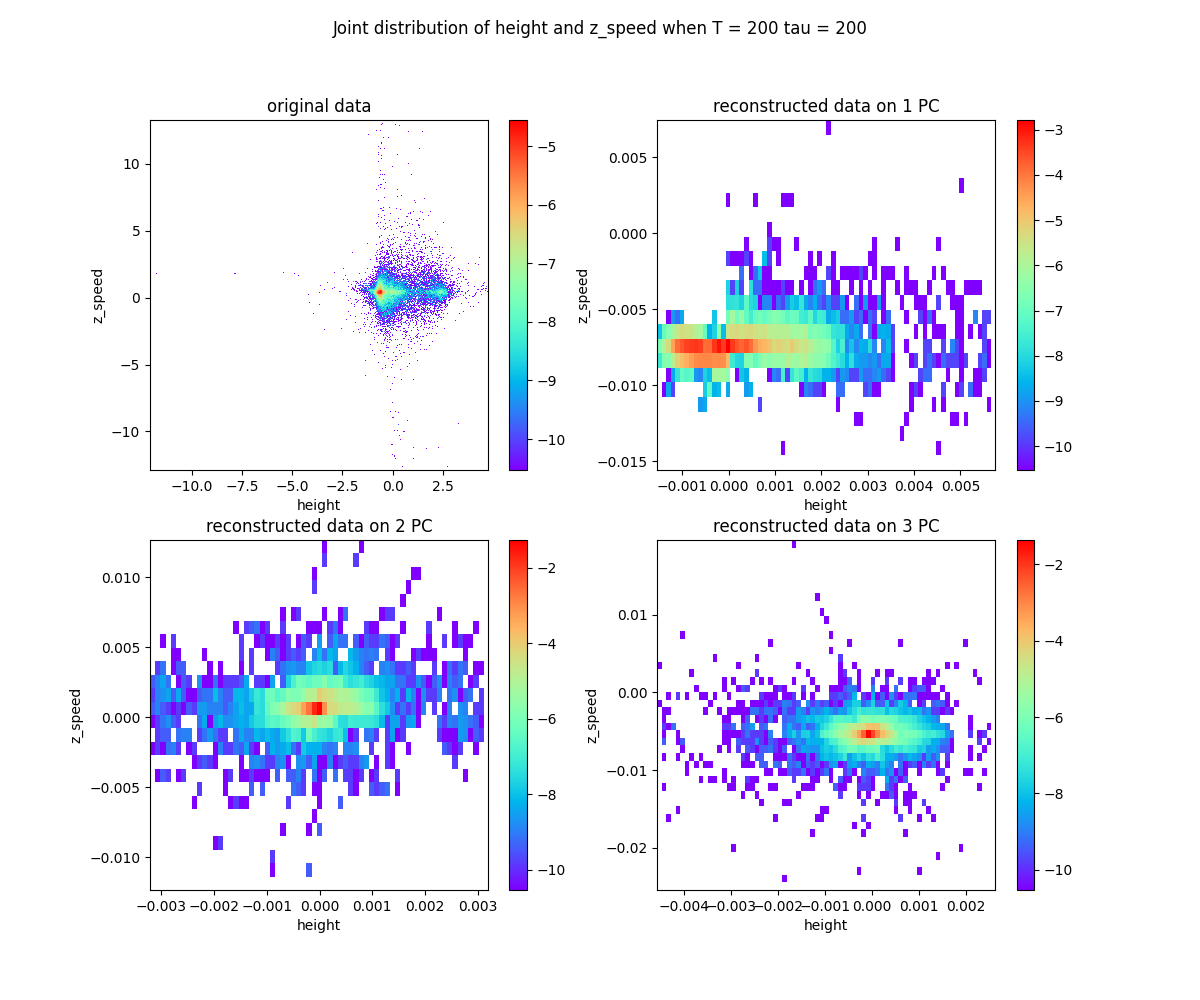 Joint distribution of height and z_speed when T = 200 tau = 200
original data
10
5
0
−5
−10
z_speed
−10.0 −7.5 −5.0 −2.5 0.0 2.5
height
−5
−6
−7
−8
−9
−10
reconstructed data on 1 PC
0.005
0.000
−0.005
−0.010
−0.015
z_speed
−0.001 0.000 0.001 0.002 0.003 0.004 0.005
height
−3
−4
−5
−6
−7
−8
−9
−10
reconstructed data on 2 PC
0.010
0.005
0.000
−0.005
−0.010
z_speed
−0.003 −0.002 −0.001 0.000 0.001 0.002 0.003
height
−2
−4
−6
−8
−10
reconstructed data on 3 PC
0.01
0.00
−0.01
−0.02
z_speed
−0.004 −0.003 −0.002 −0.001 0.000 0.001 0.002
height
−2
−4
−6
−8
−10